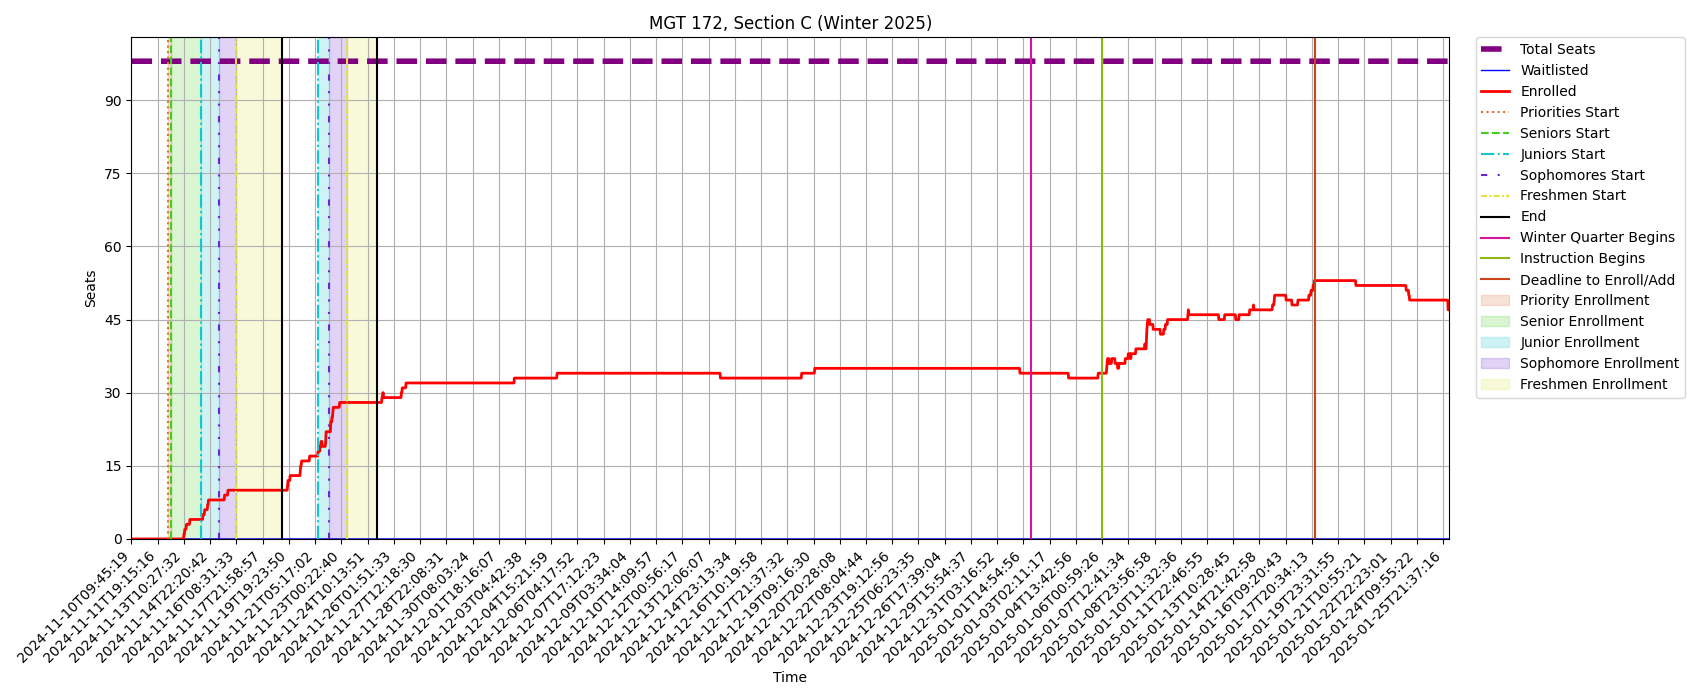 MGT 172, Section C (Winter 2025)
Seats
90
75
60
45
30
15
0
2024-11-10T09:45:19
2024-11-11T19:15:16
2024-11-13T10:27:32
2024-11-14T22:20:42
2024-11-16T08:31:33
2024-11-17T21:58:57
2024-11-19T19:23:50
2024-11-21T05:17:02
2024-11-23T00:22:40
2024-11-24T10:13:51
2024-11-26T01:51:33
2024-11-27T12:18:30
2024-11-28T22:08:31
2024-11-30T08:03:24
2024-12-01T18:16:07
2024-12-03T04:42:38
2024-12-04T15:21:59
2024-12-06T04:17:52
2024-12-07T17:12:23
2024-12-09T03:34:04
2024-12-10T14:09:57
2024-12-12T00:56:17
2024-12-13T12:06:07
2024-12-14T23:13:34
2024-12-16T10:19:58
2024-12-17T21:37:32
2024-12-19T09:16:30
2024-12-20T20:28:08
2024-12-22T08:04:44
2024-12-23T19:12:56
2024-12-25T06:23:35
2024-12-26T17:39:04
2024-12-29T15:54:37
2024-12-31T03:16:52
2025-01-01T14:54:56
2025-01-03T02:11:17
2025-01-04T13:42:56
2025-01-06T00:59:26
2025-01-07T12:41:34
2025-01-08T23:56:58
2025-01-10T11:32:36
2025-01-11T22:46:55
2025-01-13T10:28:45
2025-01-14T21:42:58
2025-01-16T09:20:43
2025-01-17T20:34:13
2025-01-19T23:31:55
2025-01-21T10:55:21
2025-01-22T22:23:01
2025-01-24T09:55:22
2025-01-25T21:37:16
Time
Total Seats
Waitlisted
Enrolled
Priorities Start
Seniors Start
Juniors Start
Sophomores Start
Freshmen Start
End
Winter Quarter Begins
Instruction Begins
Deadline to Enroll/Add
Priority Enrollment
Senior Enrollment
Junior Enrollment
Sophomore Enrollment
Freshmen Enrollment